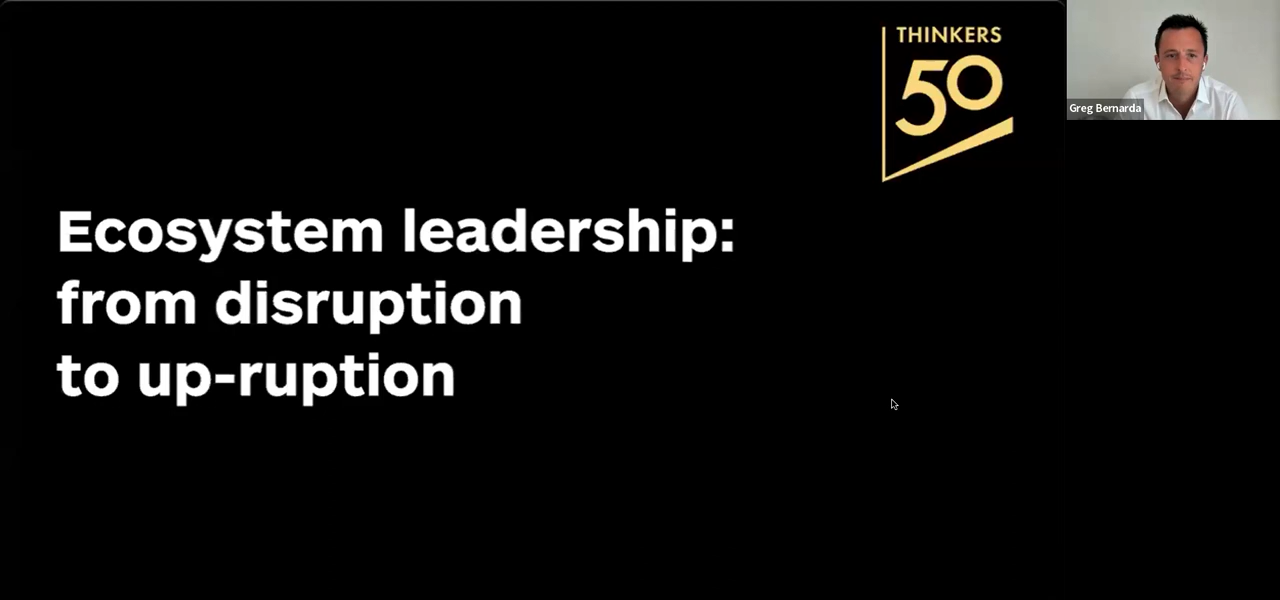 THINKERS
50
Greg Bernarda
Ecosystem leadership:
from disruption
to up-ruption